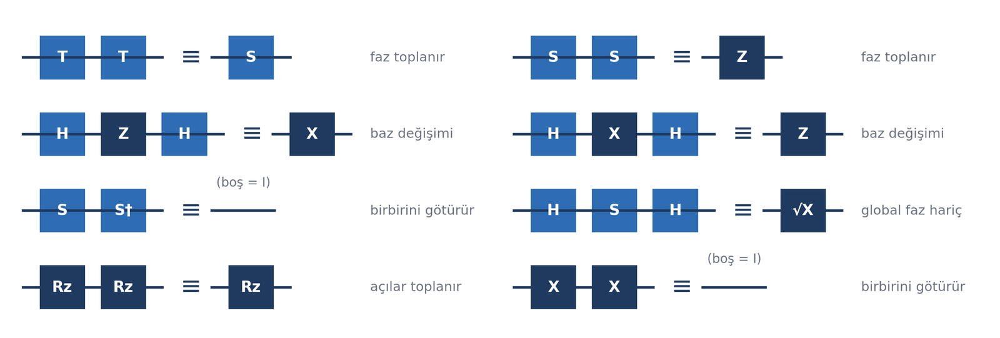 T T ≡ S faz toplanır
S S ≡ Z faz toplanır
H Z H ≡ X baz değişimi
H X H ≡ Z baz değişimi
(boş = I)
S S† ≡ birbirini götürür
H S H ≡ √X global faz hariç
(boş = I)
Rz Rz ≡ Rz açılar toplanır
X X ≡ birbirini götürür